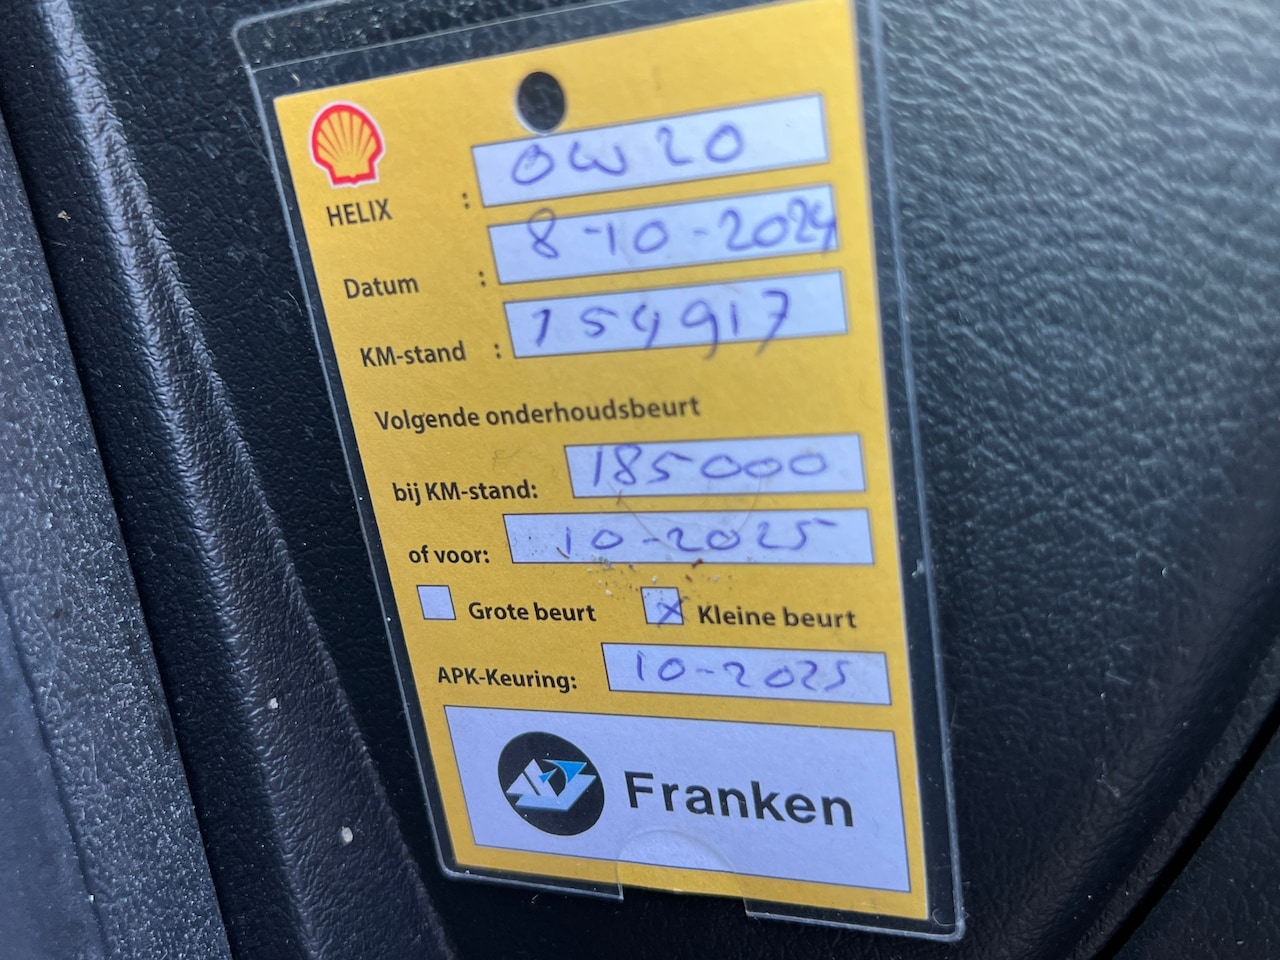 HELIX : 0W20
Datum : 8-10-2024
KM-stand : 154917
Volgende onderhoudsbeurt
bij KM-stand: 185000
of voor: 10-2025
Grote beurt X Kleine beurt
APK-Keuring: 10-2025
Franken